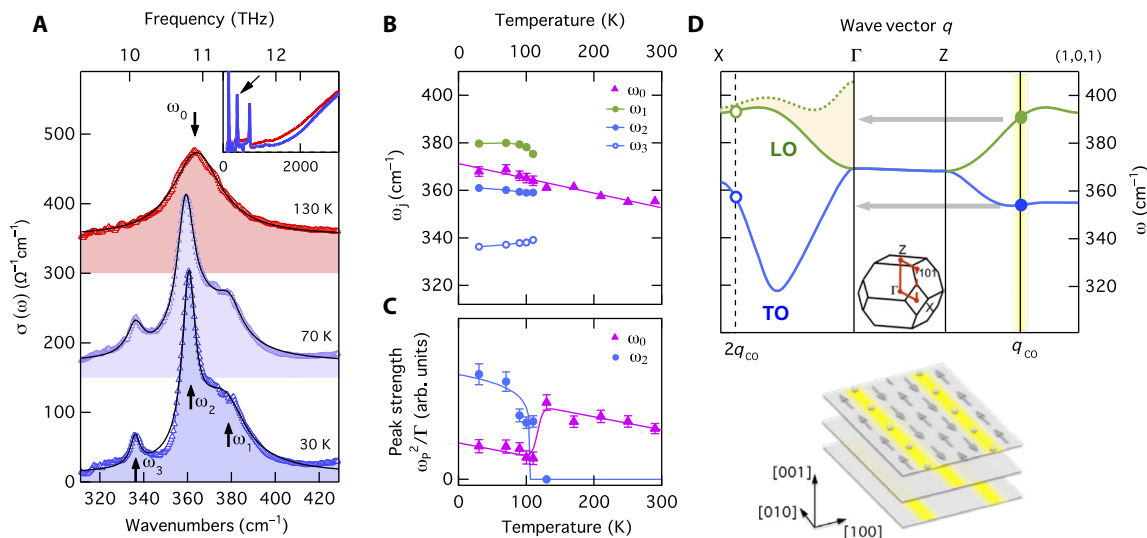 A
Frequency (THz)
10 11 12
σ (ω) (Ω⁻¹cm⁻¹)
500
400
300
200
100
0
ω₀
130 K
70 K
30 K
ω₂
ω₁
ω₃
0 2000
320 340 360 380 400 420
Wavenumbers (cm⁻¹)
B
Temperature (K)
0 100 200 300
ωⱼ (cm⁻¹)
400
380
360
340
320
ω₀
ω₁
ω₂
ω₃
C
Peak strength
ωₚ²/Γ (arb. units)
ω₀
ω₂
0
0 100 200 300
Temperature (K)
D
Wave vector q
X Γ Z (1,0,1)
LO
TO
Z
101
Γ
X
400
380
360
340
320
ω (cm⁻¹)
2q_CO
q_CO
[001]
[010]
[100]